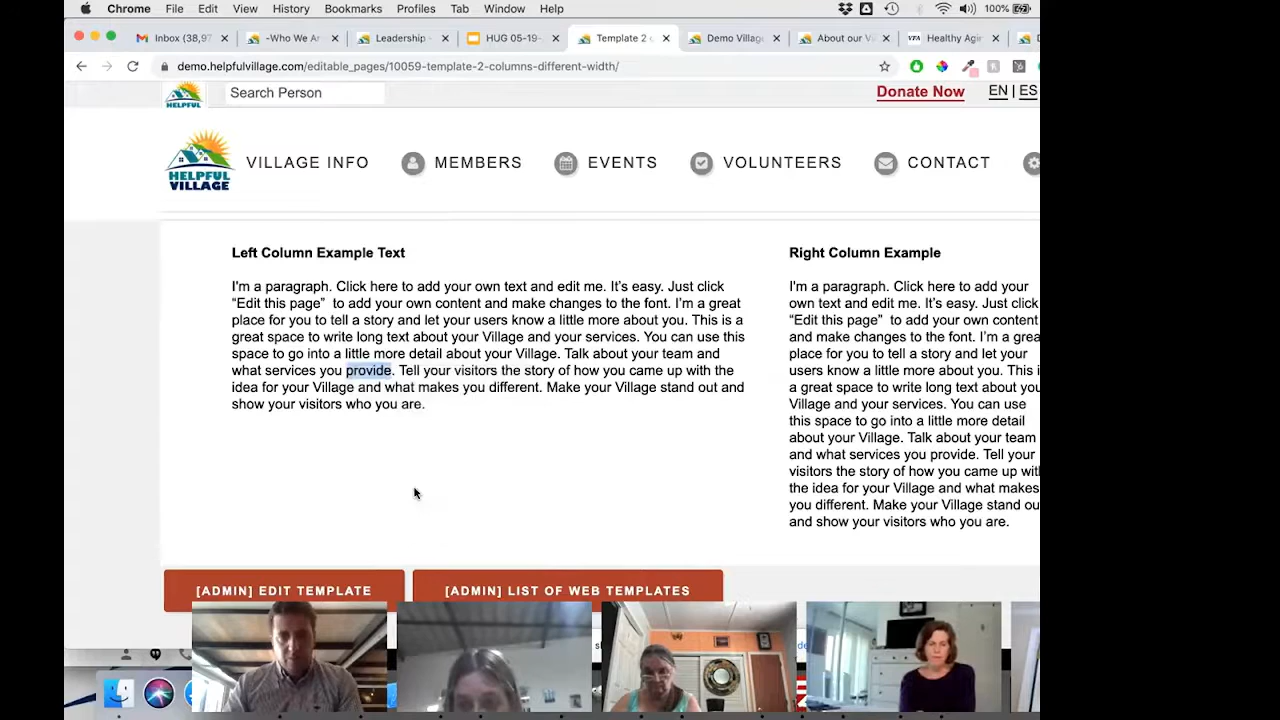 Chrome File Edit View History Bookmarks Profiles Tab Window Help 100%
Inbox (38,97 -Who We Ar Leadership - HUG 05-19- Template 2 c Demo Villag About our Vi VTA Healthy Agin
demo.helpfulvillage.com/editable_pages/10059-template-2-columns-different-width/
HELPFUL Search Person Donate Now EN | ES
HELPFUL VILLAGE
VILLAGE INFO MEMBERS EVENTS VOLUNTEERS CONTACT
Left Column Example Text
I'm a paragraph. Click here to add your own text and edit me. It's easy. Just click
“Edit this page” to add your own content and make changes to the font. I'm a great
place for you to tell a story and let your users know a little more about you. This is a
great space to write long text about your Village and your services. You can use this
space to go into a little more detail about your Village. Talk about your team and
what services you provide. Tell your visitors the story of how you came up with the
idea for your Village and what makes you different. Make your Village stand out and
show your visitors who you are.
Right Column Example
I'm a paragraph. Click here to add your
own text and edit me. It's easy. Just click
“Edit this page” to add your own content
and make changes to the font. I'm a grea
place for you to tell a story and let your
users know a little more about you. This i
a great space to write long text about you
Village and your services. You can use
this space to go into a little more detail
about your Village. Talk about your team
and what services you provide. Tell your
visitors the story of how you came up wit
the idea for your Village and what makes
you different. Make your Village stand ou
and show your visitors who you are.
[ADMIN] EDIT TEMPLATE [ADMIN] LIST OF WEB TEMPLATES